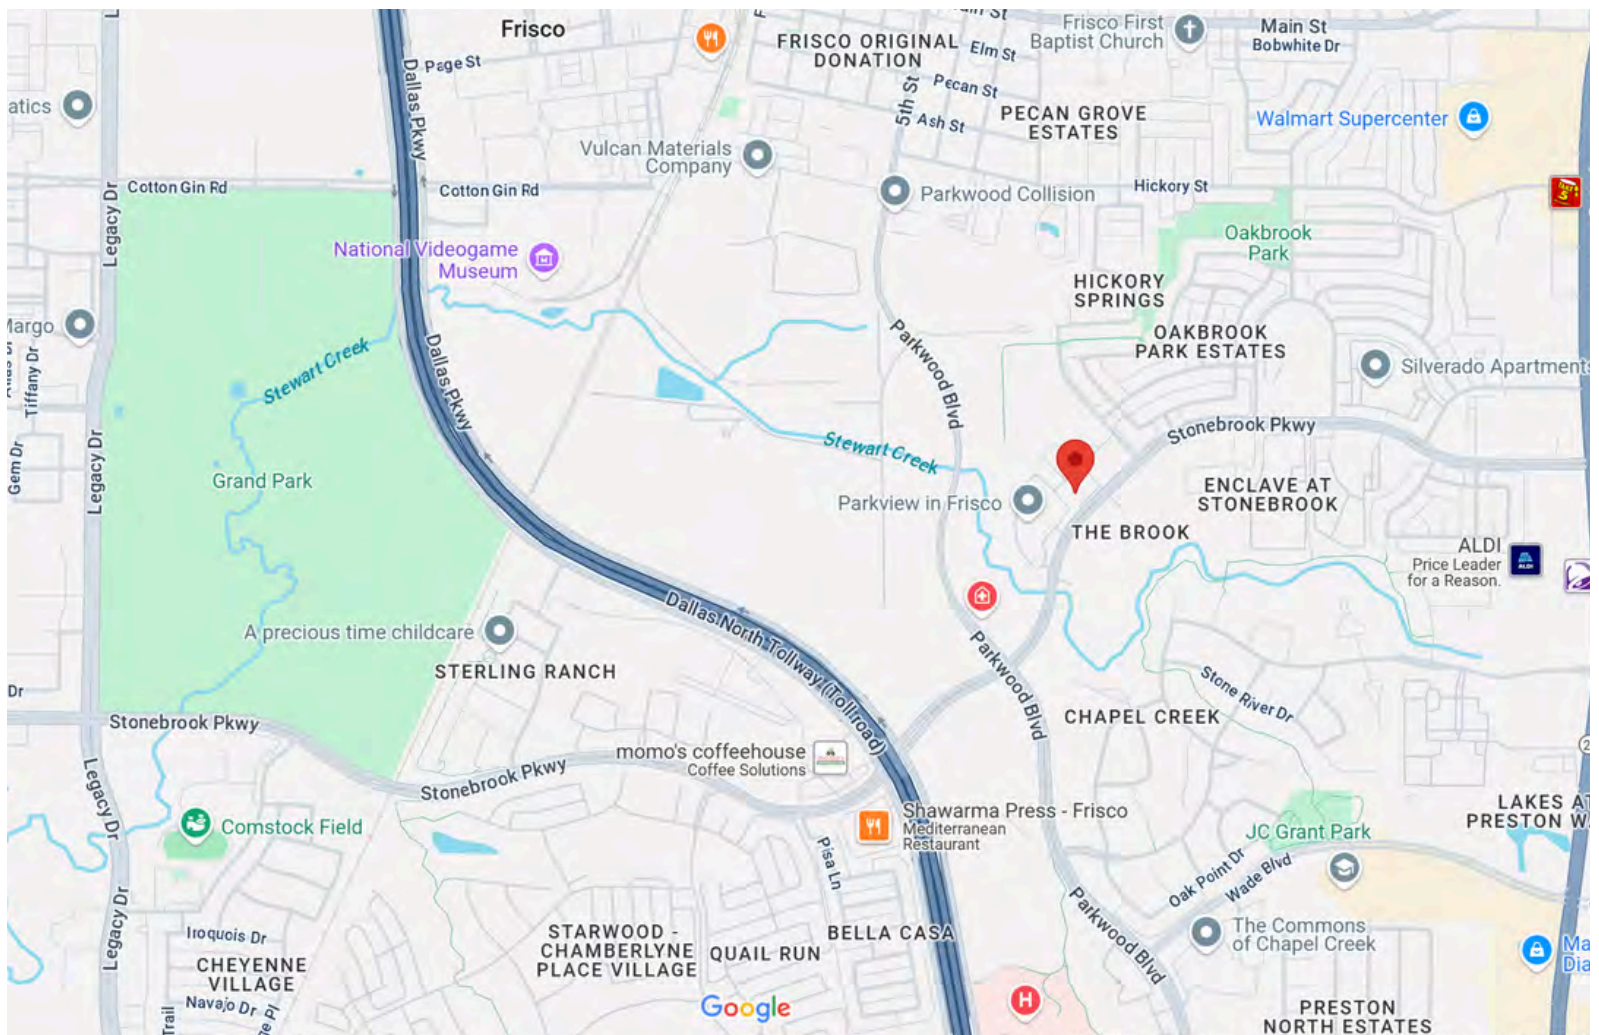 Frisco
Page St
Dallas Pkwy
FRISCO ORIGINAL
DONATION
Elm St
Pecan St
Ash St
5th St
Frisco First
Baptist Church
Main St
Bobwhite Dr
PECAN GROVE
ESTATES
Walmart Supercenter
atics
Vulcan Materials
Company
Cotton Gin Rd
Cotton Gin Rd
Legacy Dr
Parkwood Collision
Hickory St
Oakbrook
Park
National Videogame
Museum
HICKORY
SPRINGS
OAKBROOK
PARK ESTATES
Margo
Tiffany Dr
Stewart Creek
Dallas Pkwy
Parkwood Blvd
Silverado Apartments
Stonebrook Pkwy
Gem Dr
Legacy Dr
Grand Park
Stewart Creek
Parkview in Frisco
THE BROOK
ENCLAVE AT
STONEBROOK
ALDI
Price Leader
for a Reason.
ALDI
A precious time childcare
STERLING RANCH
Dallas North Tollway (Toll road)
Parkwood Blvd
Stone River Dr
CHAPEL CREEK
Dr
Stonebrook Pkwy
Stonebrook Pkwy
momo's coffeehouse
Coffee Solutions
Legacy Dr
Comstock Field
Shawarma Press - Frisco
Mediterranean
Restaurant
Pisa Ln
JC Grant Park
LAKES AT
PRESTON W
Oak Point Dr
Wade Blvd
Parkwood Blvd
The Commons
of Chapel Creek
Legacy Dr
Iroquois Dr
CHEYENNE
VILLAGE
Navajo Dr
Trail
e Pl
STARWOOD -
CHAMBERLYNE
PLACE VILLAGE
QUAIL RUN
BELLA CASA
H
Ma
Dia
PRESTON
NORTH ESTATES
Google